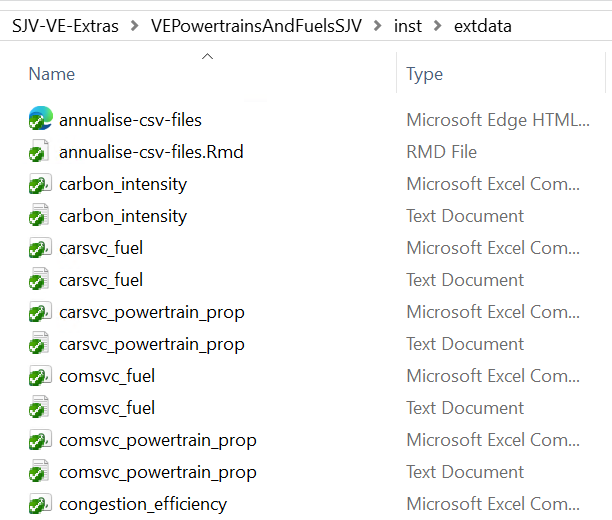 SJV-VE-Extras > VEPowertrainsAndFuelsSJV > inst > extdata
Name Type
annualise-csv-files Microsoft Edge HTML...
annualise-csv-files.Rmd RMD File
carbon_intensity Microsoft Excel Com...
carbon_intensity Text Document
carsvc_fuel Microsoft Excel Com...
carsvc_fuel Text Document
carsvc_powertrain_prop Microsoft Excel Com...
carsvc_powertrain_prop Text Document
comsvc_fuel Microsoft Excel Com...
comsvc_fuel Text Document
comsvc_powertrain_prop Microsoft Excel Com...
comsvc_powertrain_prop Text Document
congestion_efficiency Microsoft Excel Com...